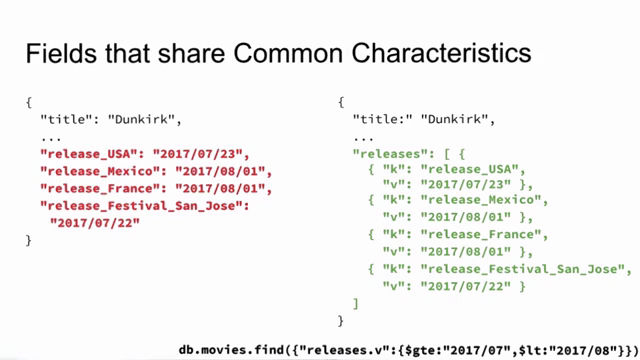 Fields that share Common Characteristics
{
"title": "Dunkirk",
...
"release_USA": "2017/07/23",
"release_Mexico": "2017/08/01",
"release_France": "2017/08/01",
"release_Festival_San_Jose":
"2017/07/22"
}
{
"title:" "Dunkirk",
...
"releases": [ {
{ "k": "release_USA",
"v": "2017/07/23" },
{ "k": "release_Mexico",
"v": "2017/08/01" },
{ "k": "release_France",
"v": "2017/08/01" },
{ "k": "release_Festival_San_Jose",
"v": "2017/07/22" }
]
}
db.movies.find({"releases.v":{$gte:"2017/07",$lt:"2017/08"}})